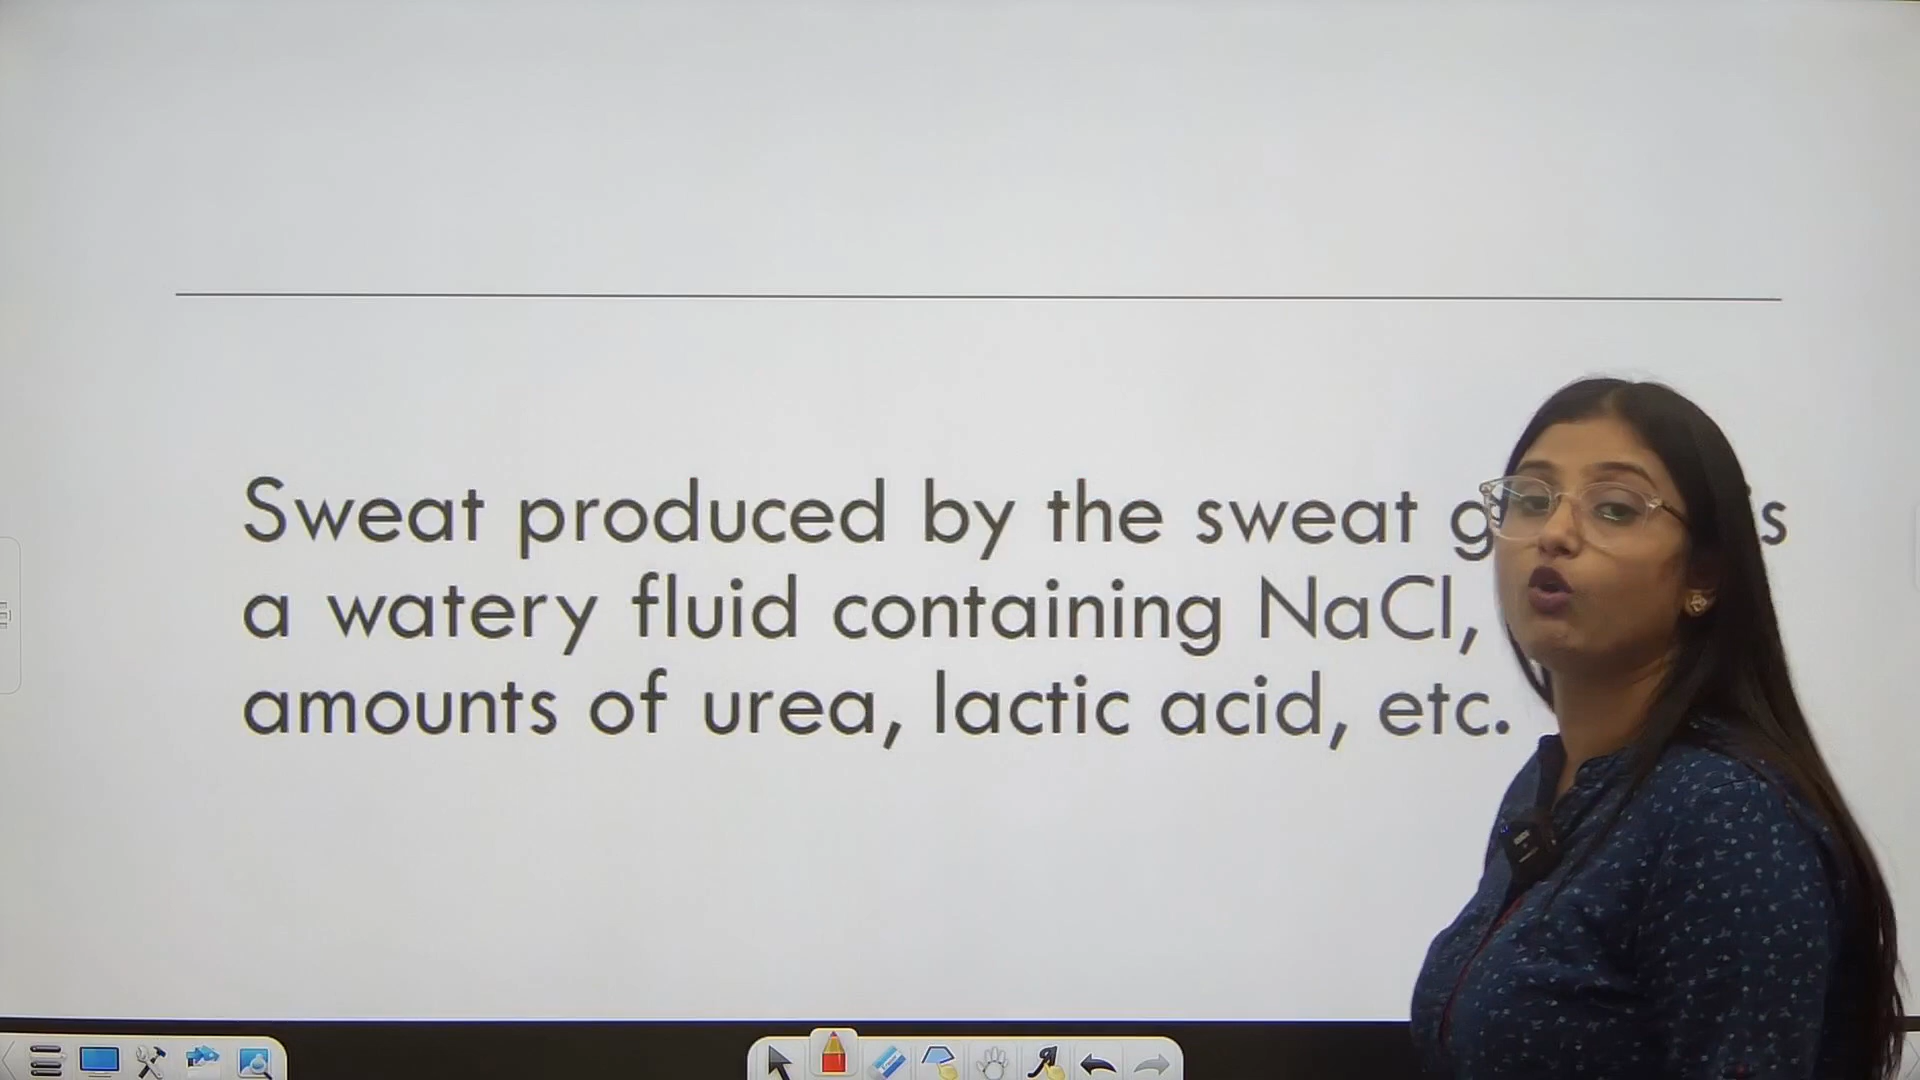 Sweat produced by the sweat
a watery fluid containing NaCl,
amounts of urea, lactic acid, etc.